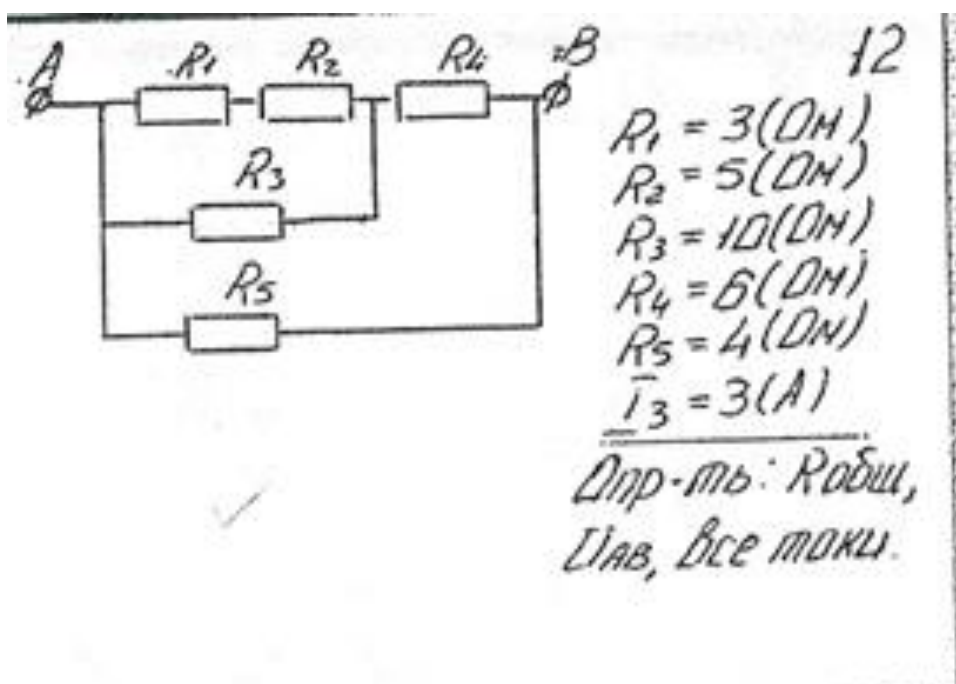 12
A R1 R2 R4 B
R3
R5
R1 = 3(Ом)
R2 = 5(Ом)
R3 = 10(Ом)
R4 = 6(Ом)
R5 = 4(Ом)
I3 = 3(А)
Опр-ть: Rобщ,
UAB, все токи.